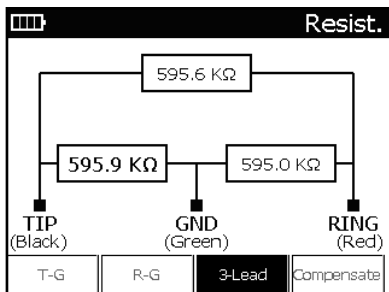 Resist.
595.6 KΩ
595.9 KΩ 595.0 KΩ
TIP GND RING
(Black) (Green) (Red)
T-G R-G 3-Lead Compensate